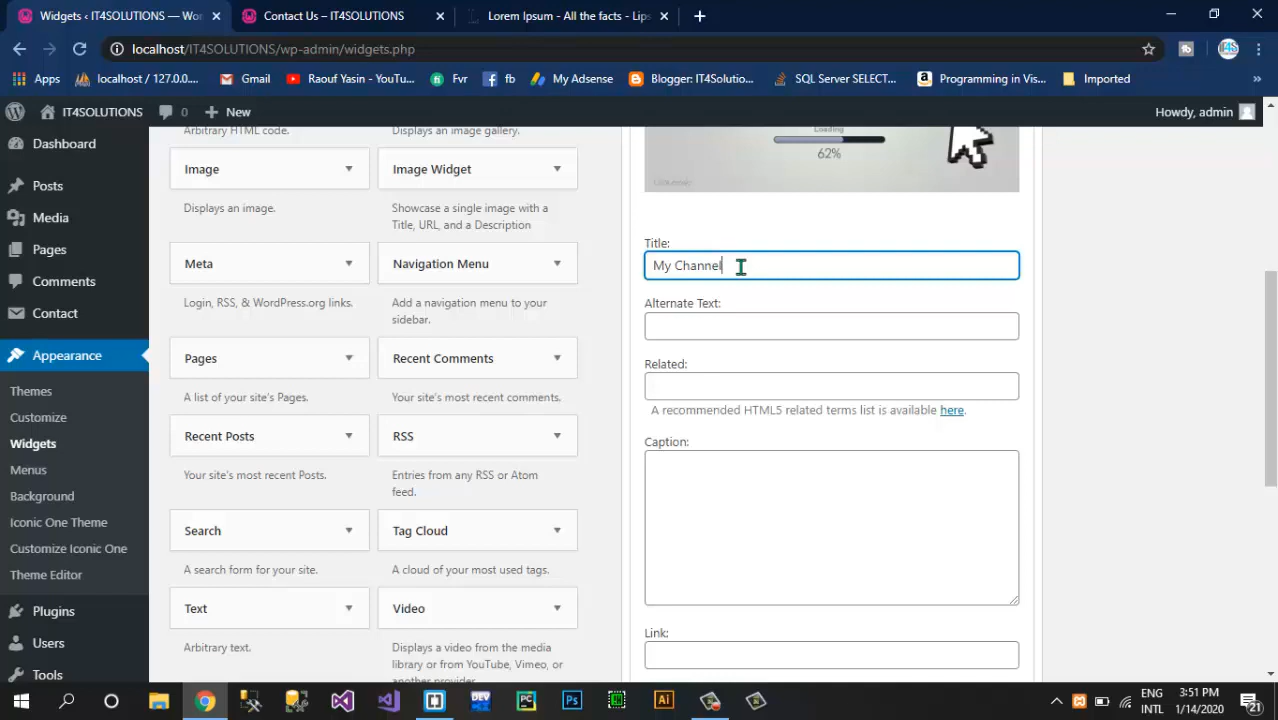 Widgets ‹ IT4SOLUTIONS — Wor
Contact Us – IT4SOLUTIONS
Lorem Ipsum - All the facts - Lips
localhost/IT4SOLUTIONS/wp-admin/widgets.php
Apps
localhost / 127.0.0....
Gmail
Raouf Yasin - YouTu...
Fvr
fb
My Adsense
Blogger: IT4Solutio...
SQL Server SELECT...
Programming in Vis...
Imported
»
IT4SOLUTIONS
0
New
Howdy, admin
Dashboard
Posts
Media
Pages
Comments
Contact
Appearance
Themes
Customize
Widgets
Menus
Background
Iconic One Theme
Customize Iconic One
Theme Editor
Plugins
Users
Tools
Arbitrary HTML code.
Displays an image gallery.
Image
Image Widget
Displays an image.
Showcase a single image with a
Title, URL, and a Description
Meta
Navigation Menu
Login, RSS, & WordPress.org links.
Add a navigation menu to your
sidebar.
Pages
Recent Comments
A list of your site's Pages.
Your site's most recent comments.
Recent Posts
RSS
Your site's most recent Posts.
Entries from any RSS or Atom
feed.
Search
Tag Cloud
A search form for your site.
A cloud of your most used tags.
Text
Video
Arbitrary text.
Displays a video from the media
library or from YouTube, Vimeo, or
another provider.
Loading
62%
Title:
My Channel
Alternate Text:
Related:
A recommended HTML5 related terms list is available here.
Caption:
Link:
ENG
INTL
3:51 PM
1/14/2020
21